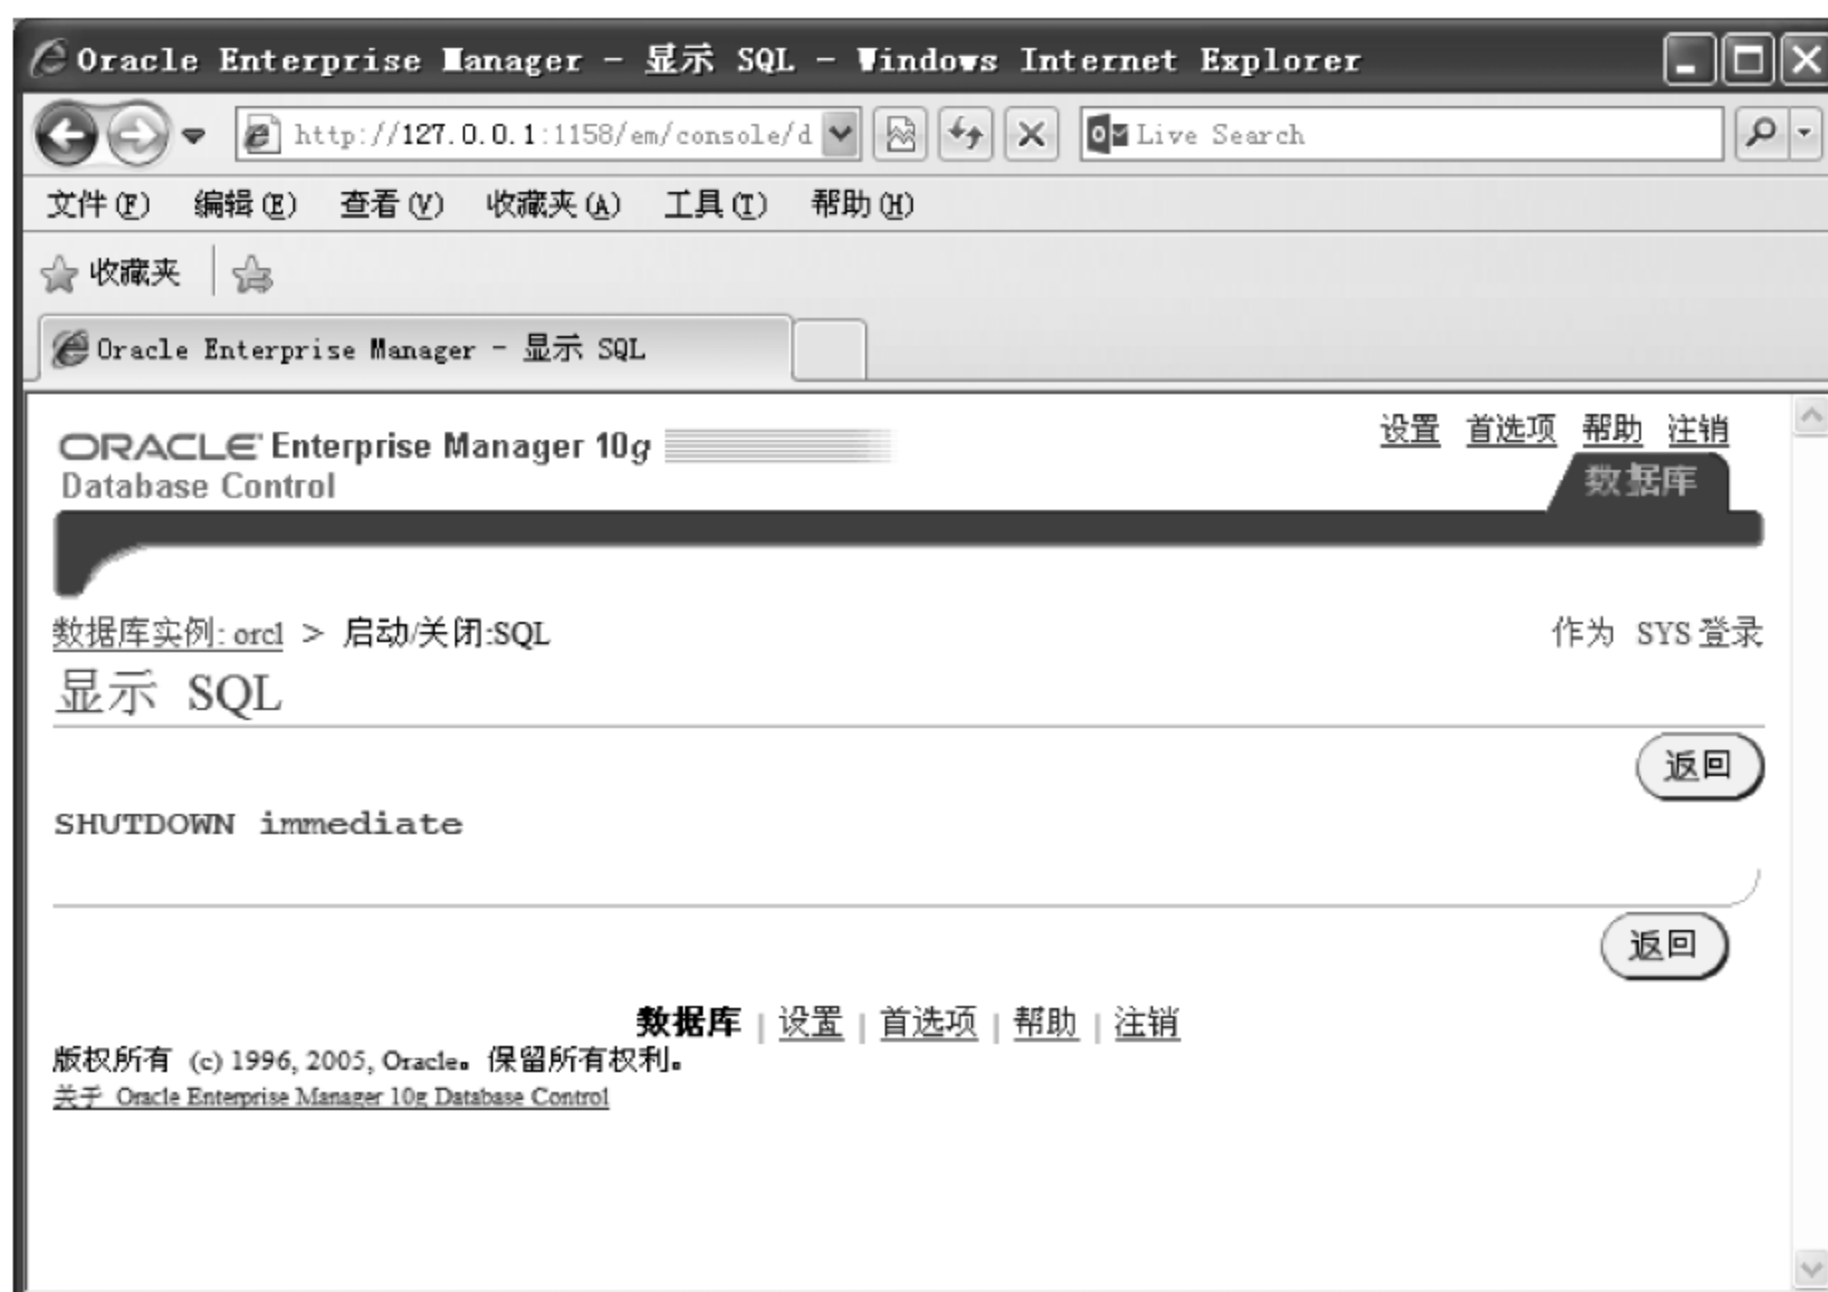 Oracle Enterprise Manager - 显示 SQL - Windows Internet Explorer
http://127.0.0.1:1158/em/console/d
Live Search
文件(F) 编辑(E) 查看(V) 收藏夹(A) 工具(T) 帮助(H)
收藏夹
Oracle Enterprise Manager - 显示 SQL
设置 首选项 帮助 注销
ORACLE Enterprise Manager 10g
Database Control
数据库
数据库实例: orcl > 启动/关闭:SQL
作为 SYS 登录
显示 SQL
返回
SHUTDOWN immediate
返回
数据库 | 设置 | 首选项 | 帮助 | 注销
版权所有 (c) 1996, 2005, Oracle。保留所有权利。
关于 Oracle Enterprise Manager 10g Database Control